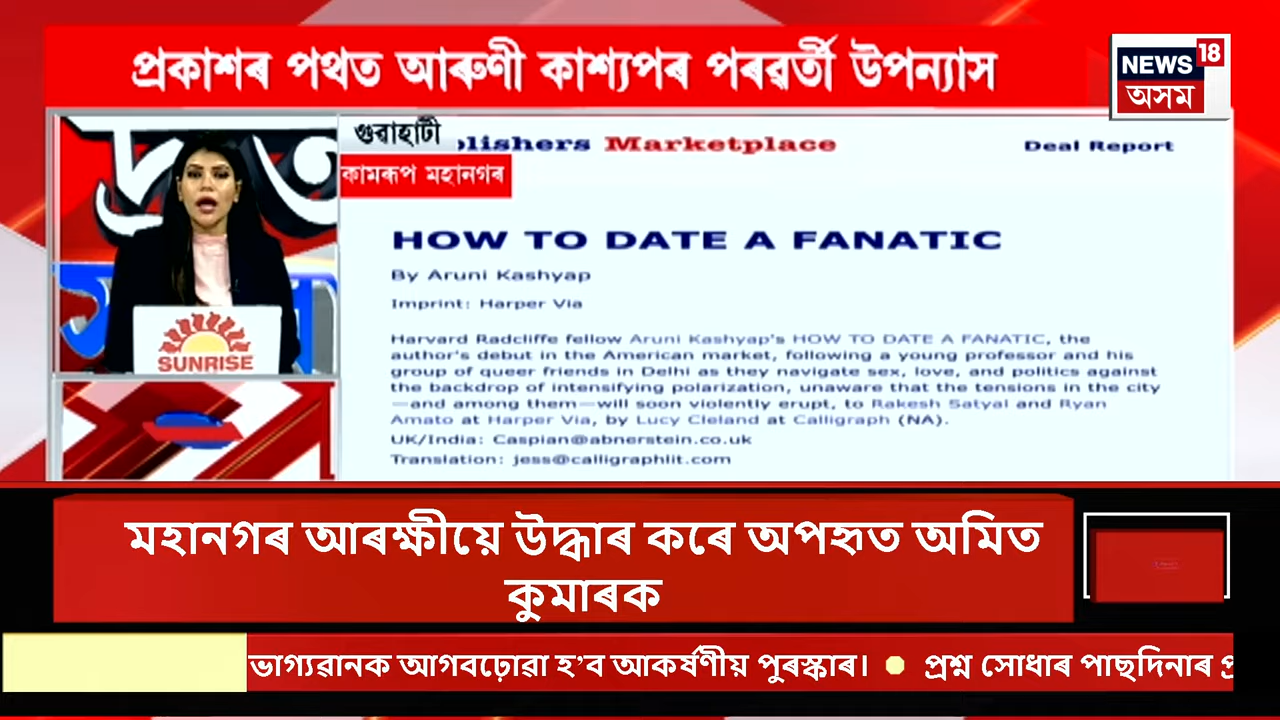 প্ৰকাশৰ পথত আৰুণী কাশ্যপৰ পৰৱৰ্তী উপন্যাস
NEWS 18
অসম
গুৱাহাটী
কামৰূপ মহানগৰ
lishers Marketplace
Deal Report
HOW TO DATE A FANATIC
By Aruni Kashyap
Imprint: Harper Via
Harvard Radcliffe fellow Aruni Kashyap's HOW TO DATE A FANATIC, the
author's debut in the American market, following a young professor and his
group of queer friends in Delhi as they navigate sex, love, and politics against
the backdrop of intensifying polarization, unaware that the tensions in the city
—and among them—will soon violently erupt, to Rakesh Satyal and Ryan
Amato at Harper Via, by Lucy Cleland at Calligraph (NA).
UK/India: Caspian@abnerstein.co.uk
Translation: jess@calligraphlit.com
SUNRISE
মহানগৰ আৰক্ষীয়ে উদ্ধাৰ কৰে অপহৃত অমিত
কুমাৰক
ভাগ্যৱানক আগবঢ়োৱা হ'ব আকৰ্ষণীয় পুৰস্কাৰ। ● প্ৰশ্ন সোধাৰ পাছদিনাৰ